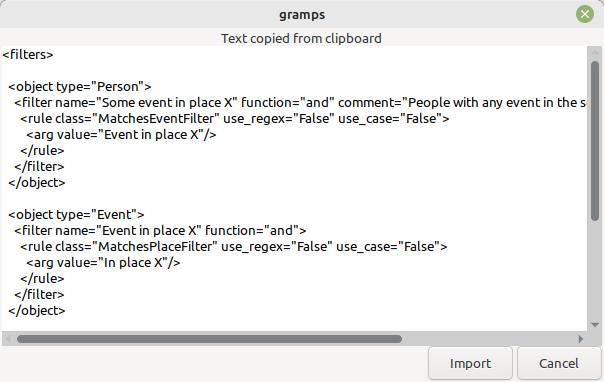 gramps
Text copied from clipboard
<filters>
<object type="Person">
<filter name="Some event in place X" function="and" comment="People with any event in the
<rule class="MatchesEventFilter" use_regex="False" use_case="False">
<arg value="Event in place X"/>
</rule>
</filter>
</object>
<object type="Event">
<filter name="Event in place X" function="and">
<rule class="MatchesPlaceFilter" use_regex="False" use_case="False">
<arg value="In place X"/>
</rule>
</filter>
</object>
Import
Cancel